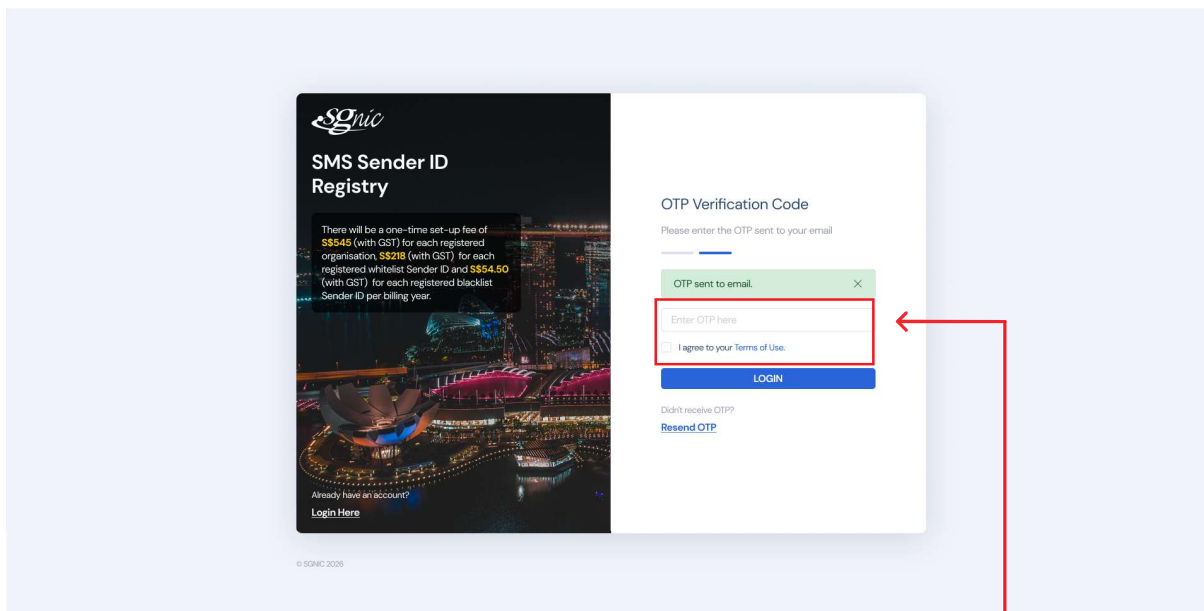 sgnic
SMS Sender ID
Registry
There will be a one-time set-up fee of
S$545 (with GST) for each registered
organisation, S$218 (with GST) for each
registered whitelist Sender ID and S$54.50
(with GST) for each registered blacklist
Sender ID per billing year.
Already have an account?
Login Here
OTP Verification Code
Please enter the OTP sent to your email
OTP sent to email.
Enter OTP here
I agree to your Terms of Use.
LOGIN
Didn't receive OTP?
Resend OTP
© SGNIC 2026